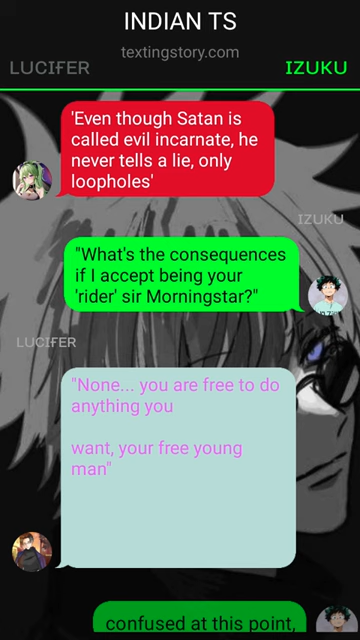 INDIAN TS
textingstory.com
LUCIFER
IZUKU
'Even though Satan is
called evil incarnate, he
never tells a lie, only
loopholes'
IZUKU
"What's the consequences
if I accept being your
'rider' sir Morningstar?"
LUCIFER
"None... you are free to do
anything you
want, your free young
man"
confused at this point,